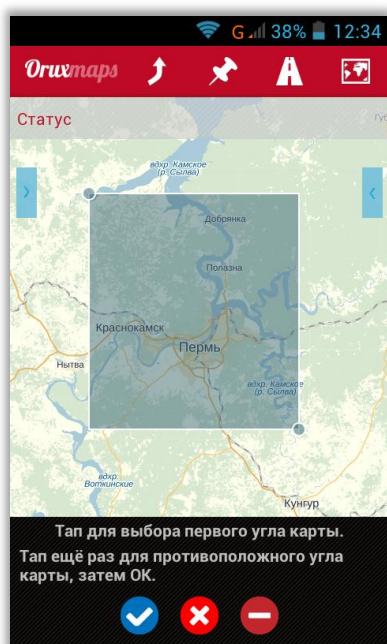 G 38% 12:34
Oruxmaps
Статус
вдхр. Камское
(р. Сылва)
Добрянка
Полазна
Краснокамск
Пермь
Нытва
вдхр. Камское
(р. Сылва)
вдхр.
Воткинские
Кунгур
Тап для выбора первого угла карты.
Тап ещё раз для противоположного угла
карты, затем ОК.